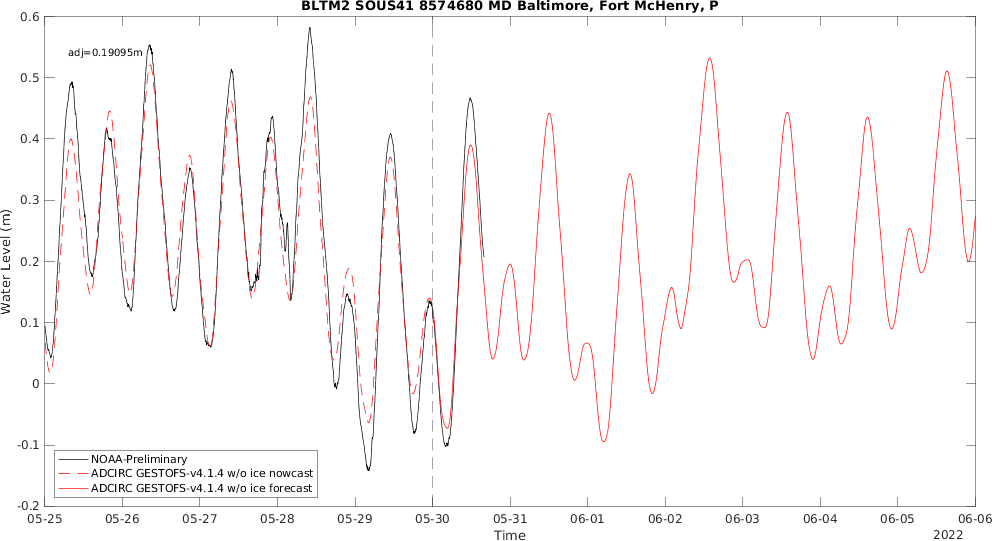 BLTM2 SOUS41 8574680 MD Baltimore, Fort McHenry, P
adj=0.19095m
Water Level (m)
0.6
0.5
0.4
0.3
0.2
0.1
0
-0.1
-0.2
NOAA-Preliminary
ADCIRC GESTOFS-v4.1.4 w/o ice nowcast
ADCIRC GESTOFS-v4.1.4 w/o ice forecast
05-25 05-26 05-27 05-28 05-29 05-30 05-31 06-01 06-02 06-03 06-04 06-05 06-06
Time
2022